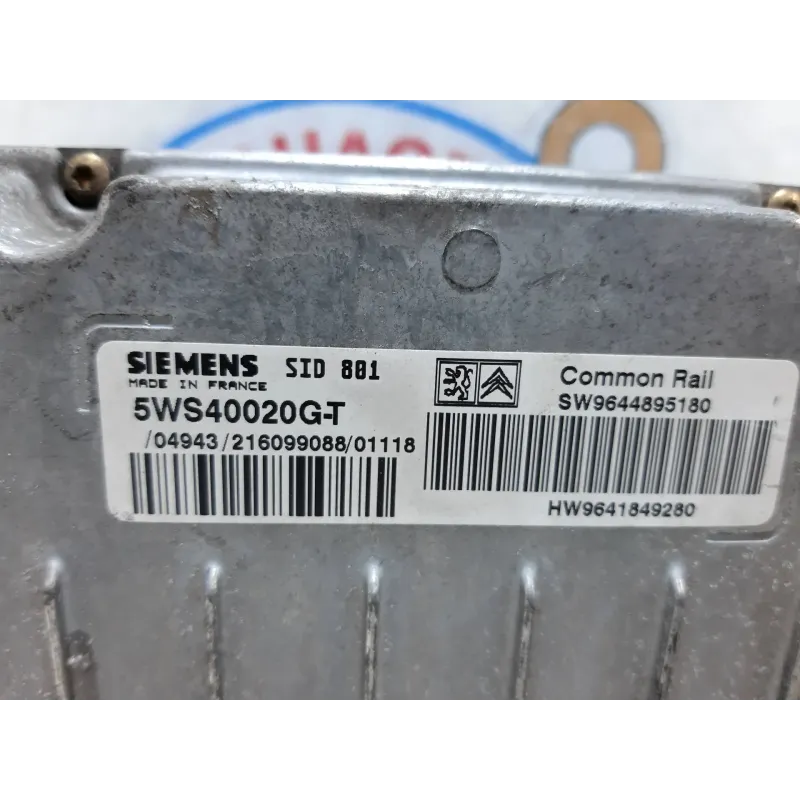 SIEMENS SID 801
MADE IN FRANCE
5WS40020G-T
/04943/216099088/01118
Common Rail
SW9644895180
HW9641849280